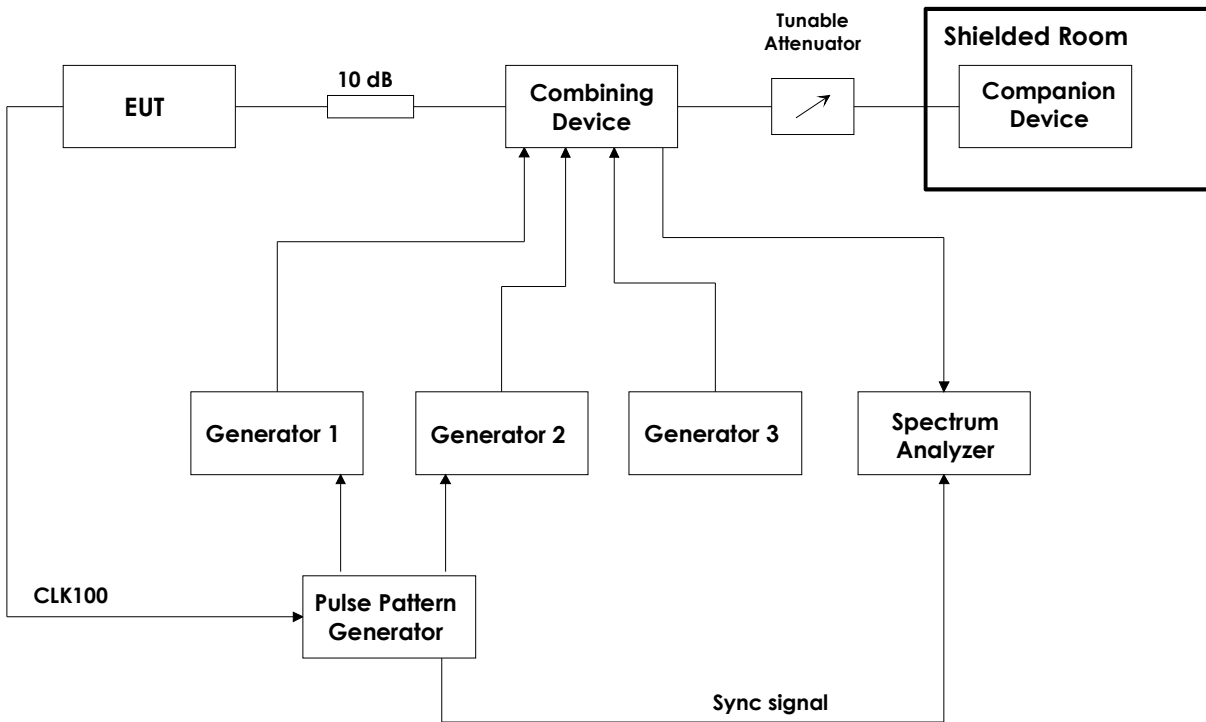 Tunable
Attenuator
Shielded Room
EUT
10 dB
Combining
Device
Companion
Device
Generator 1
Generator 2
Generator 3
Spectrum
Analyzer
CLK100
Pulse Pattern
Generator
Sync signal